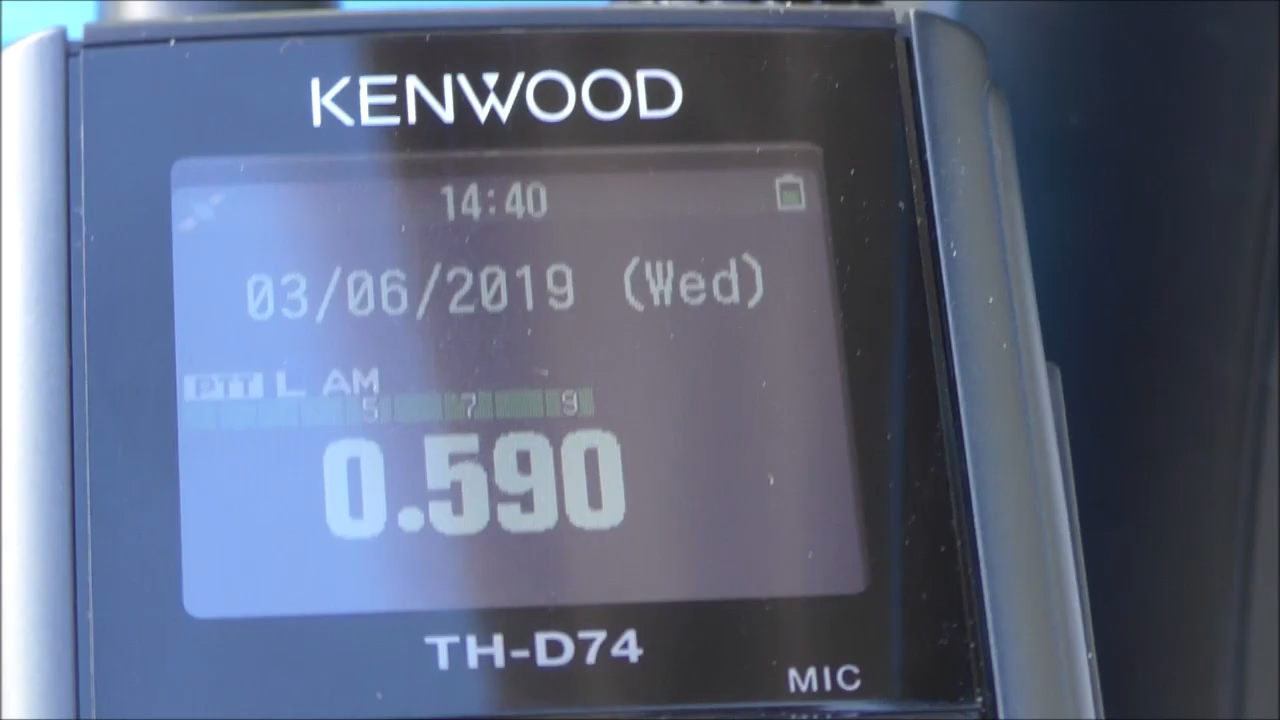 KENWOOD
14:40
03/06/2019 (Wed)
PTT L AM
5 7 9
0.590
TH-D74
MIC